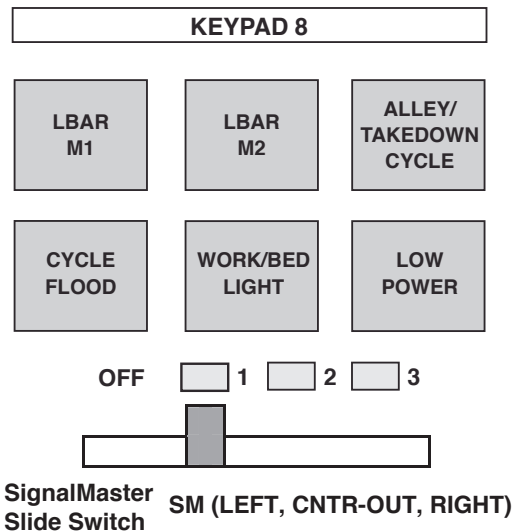 KEYPAD 8
LBAR
M1
LBAR
M2
ALLEY/
TAKEDOWN
CYCLE
CYCLE
FLOOD
WORK/BED
LIGHT
LOW
POWER
OFF 1 2 3
SignalMaster
Slide Switch
SM (LEFT, CNTR-OUT, RIGHT)